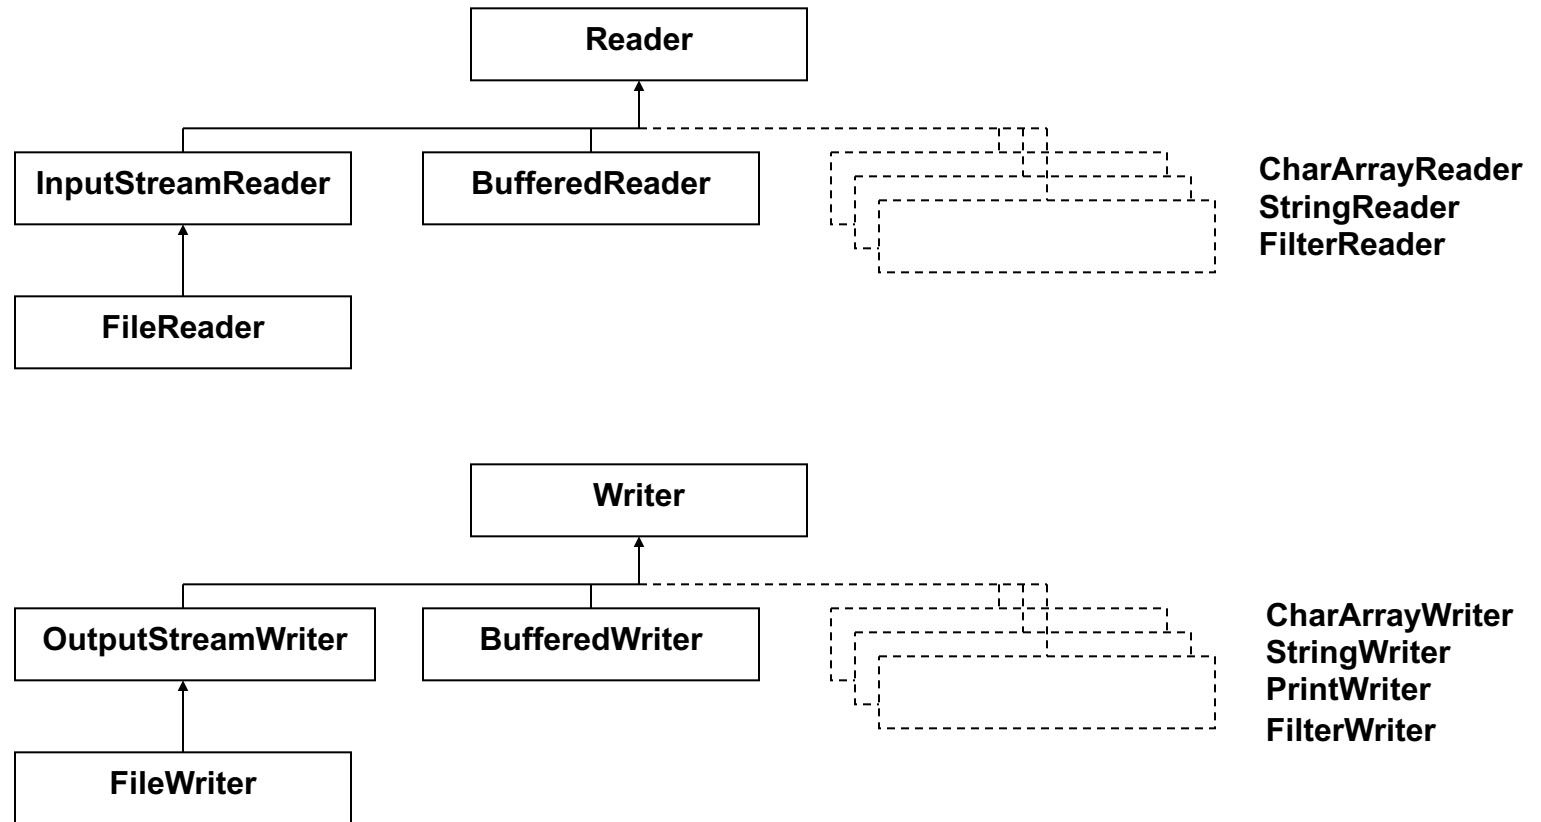 Reader
InputStreamReader
BufferedReader
CharArrayReader
StringReader
FilterReader
FileReader
Writer
OutputStreamWriter
BufferedWriter
CharArrayWriter
StringWriter
PrintWriter
FilterWriter
FileWriter